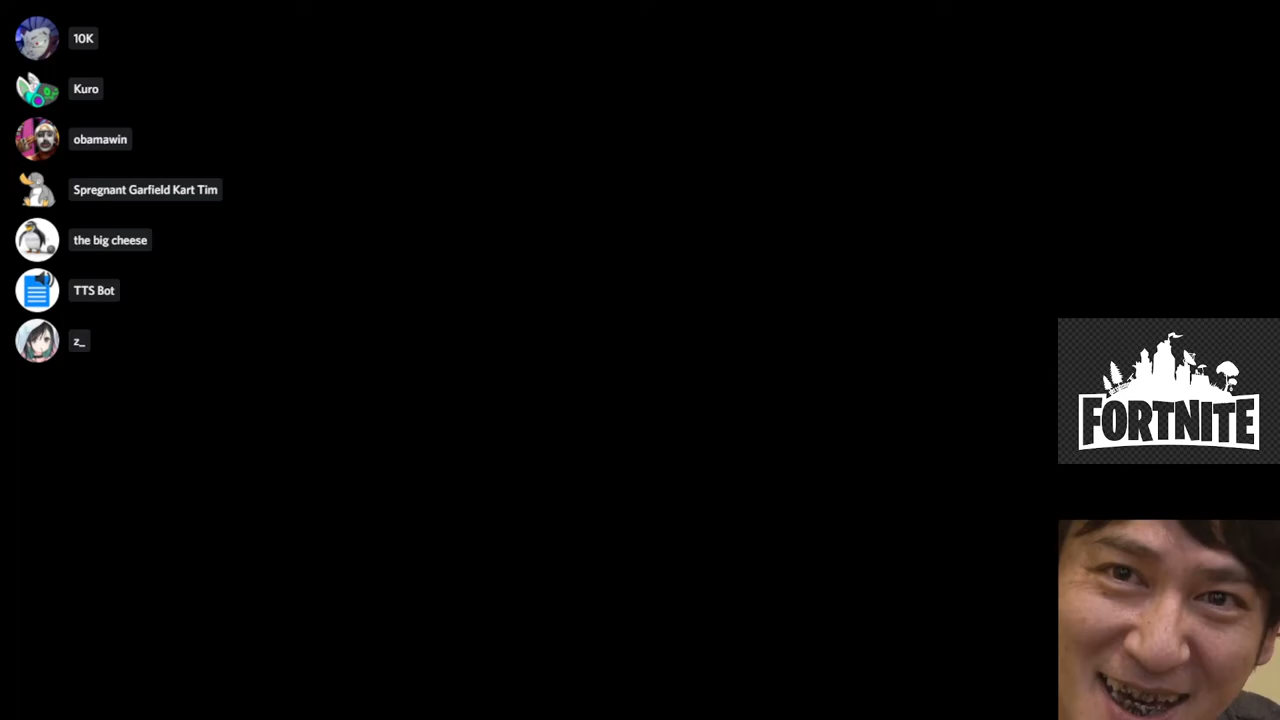 10K
Kuro
obamawin
Spregnant Garfield Kart Tim
the big cheese
TTS Bot
z_
FORTNITE